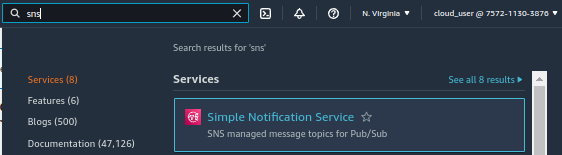 sns
N. Virginia
cloud_user @ 7572-1130-3876
Search results for 'sns'
Services (8)
Features (6)
Blogs (500)
Documentation (47,126)
Services
See all 8 results
Simple Notification Service
SNS managed message topics for Pub/Sub